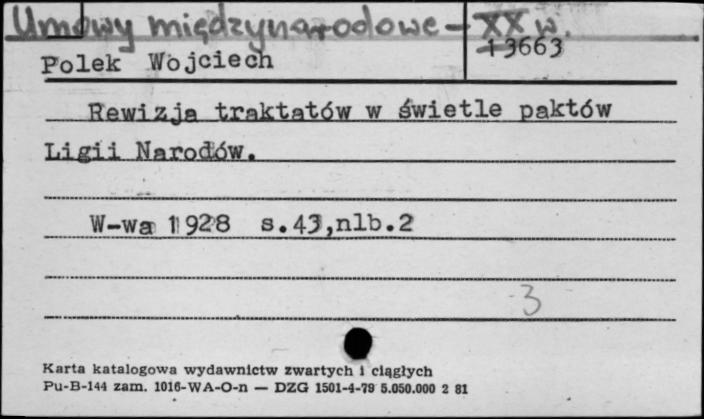 Umowy międzynarodowe - XX w.
13663
Polek Wojciech
Rewizja traktatów w świetle paktów
Ligii Narodów.
W-wa 1928 s.43,nlb.2
3
Karta katalogowa wydawnictw zwartych i ciągłych
Pu-B-144 zam. 1016-WA-O-n — DZG 1501-4-79 5.050.000 2 81